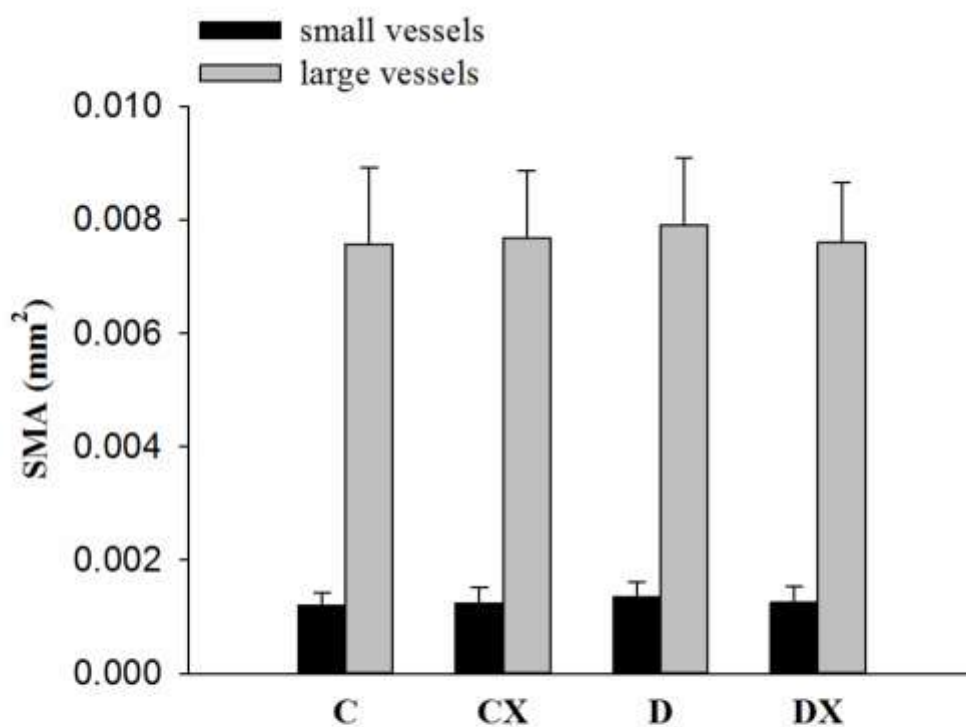 small vessels
large vessels
0.010
0.008
0.006
0.004
0.002
0.000
SMA (mm²)
C CX D DX